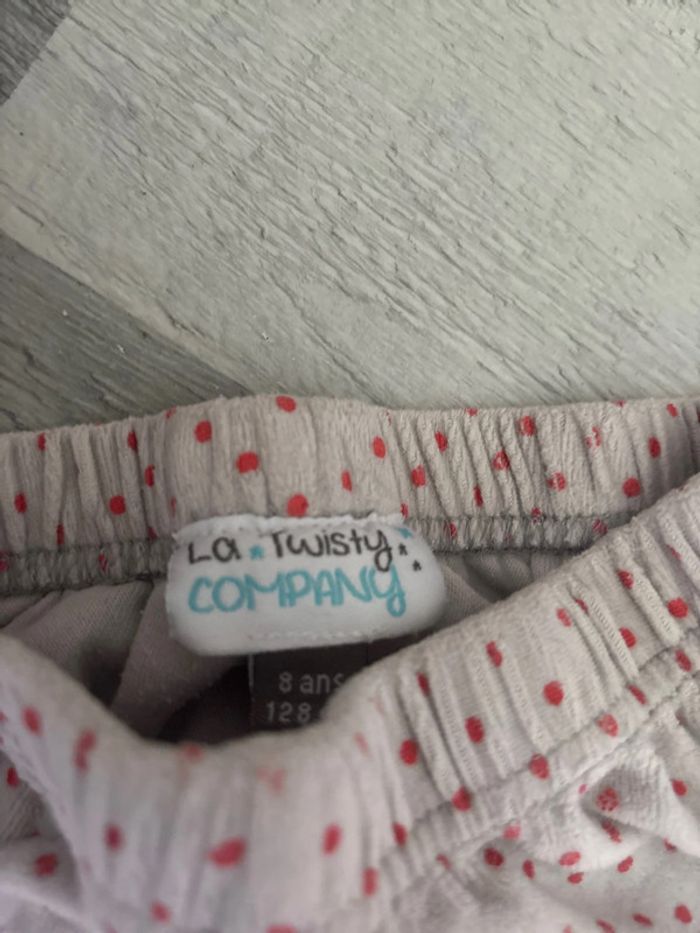 La Twisty
COMPANY
8 ans
128